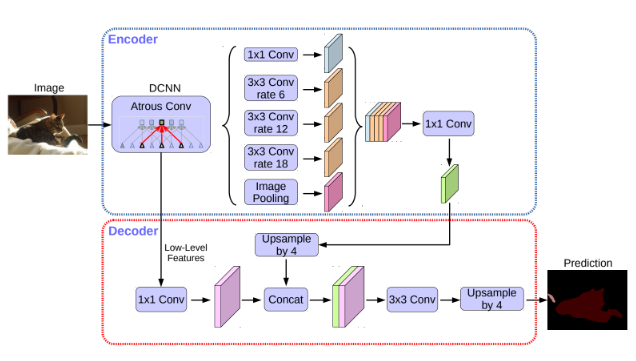 Encoder
Image
DCNN
Atrous Conv
1x1 Conv
3x3 Conv
rate 6
3x3 Conv
rate 12
3x3 Conv
rate 18
Image
Pooling
1x1 Conv
Decoder
Low-Level
Features
Upsample
by 4
1x1 Conv
Concat
3x3 Conv
Upsample
by 4
Prediction